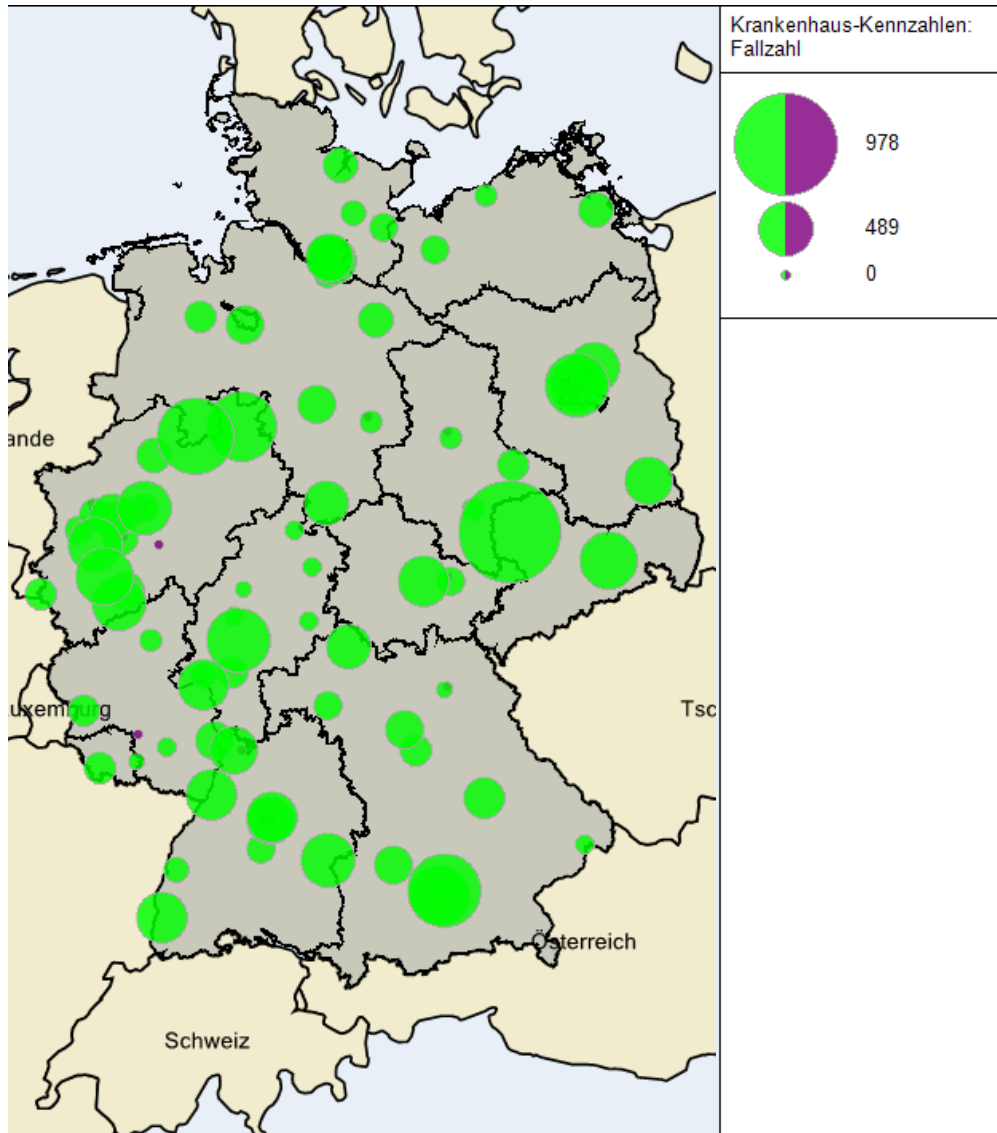 Krankenhaus-Kennzahlen:
Fallzahl
978
489
0
ande
uxemburg
Tsc
Österreich
Schweiz